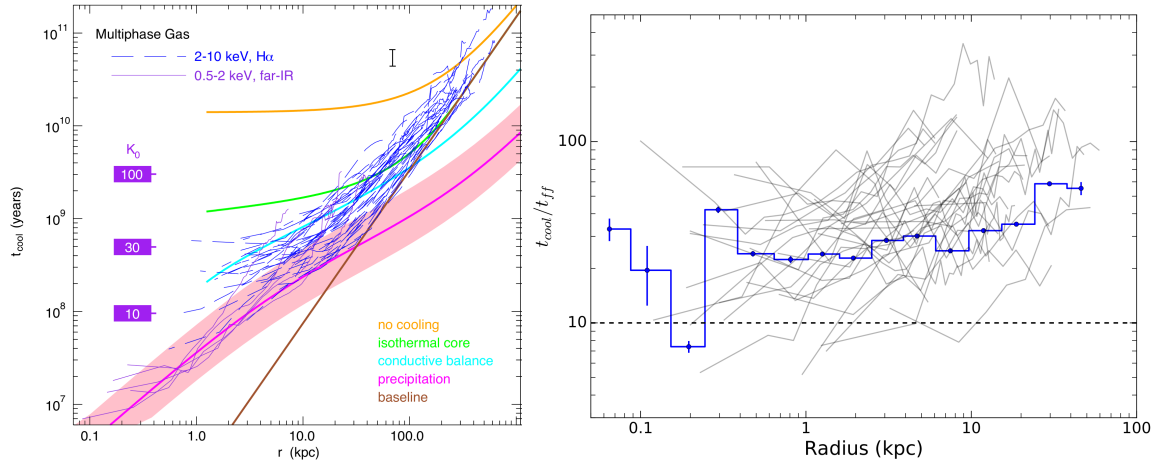 10¹¹
10¹⁰
10⁹
10⁸
10⁷
t_cool (years)
Multiphase Gas
2-10 keV, Hα
0.5-2 keV, far-IR
K₀
100
30
10
no cooling
isothermal core
conductive balance
precipitation
baseline
0.1 1.0 10.0 100.0
r (kpc)
100
10
t_cool/t_ff
0.1 1 10 100
Radius (kpc)